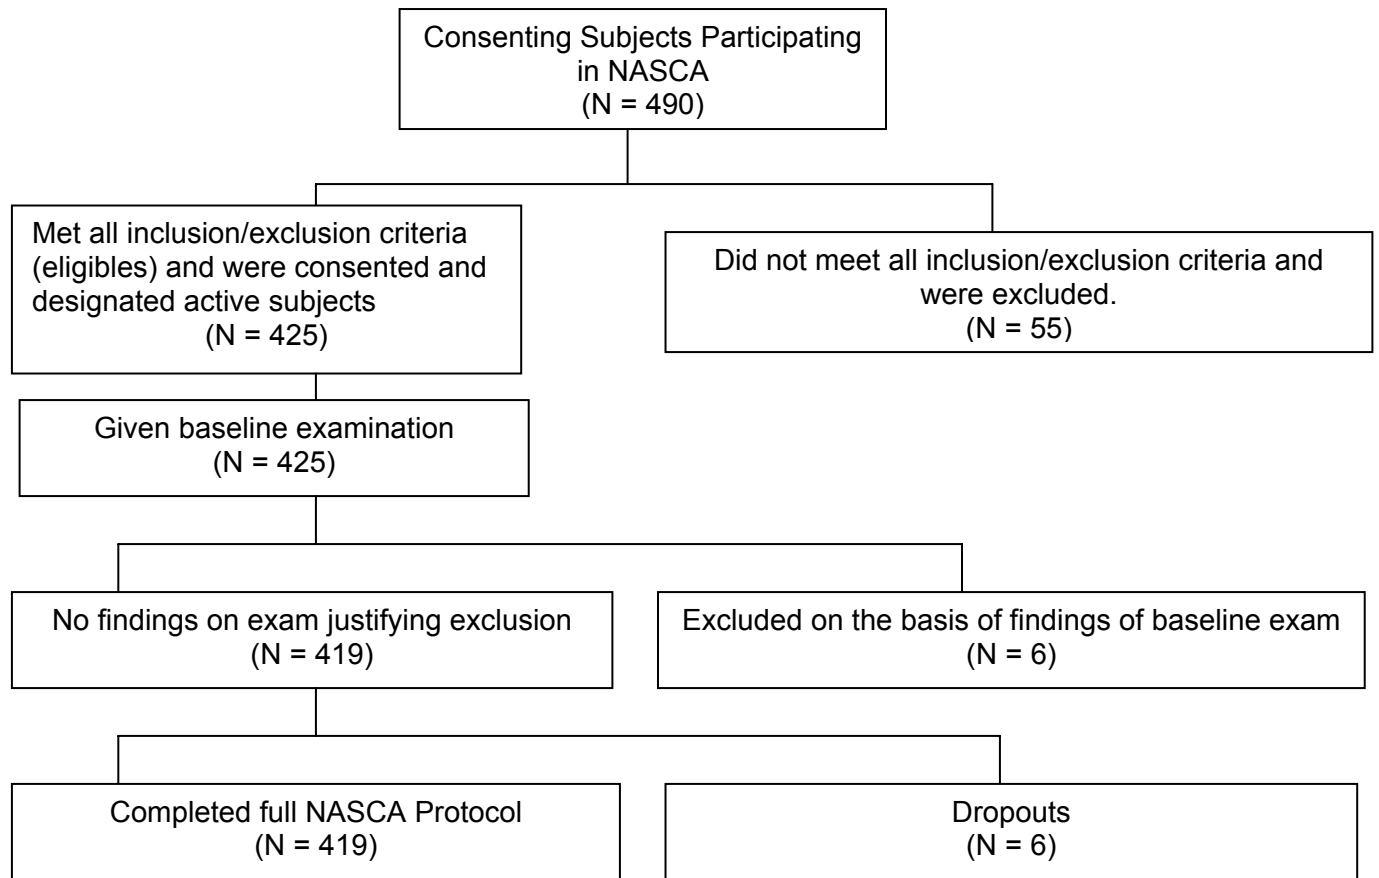 Consenting Subjects Participating
in NASCA
(N = 490)
Met all inclusion/exclusion criteria
(eligibles) and were consented and
designated active subjects
(N = 425)
Did not meet all inclusion/exclusion criteria and
were excluded.
(N = 55)
Given baseline examination
(N = 425)
No findings on exam justifying exclusion
(N = 419)
Excluded on the basis of findings of baseline exam
(N = 6)
Completed full NASCA Protocol
(N = 419)
Dropouts
(N = 6)